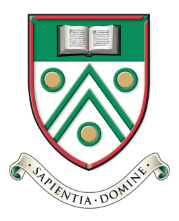 · SAPIENTIA · DOMINE ·